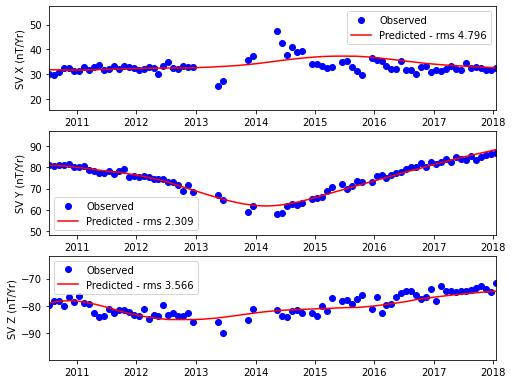 SV X (nT/Yr)
50
40
30
20
Observed
Predicted - rms 4.796
2011 2012 2013 2014 2015 2016 2017 2018
SV Y (nT/Yr)
90
80
70
60
50
Observed
Predicted - rms 2.309
2011 2012 2013 2014 2015 2016 2017 2018
SV Z (nT/Yr)
−70
−80
−90
Observed
Predicted - rms 3.566
2011 2012 2013 2014 2015 2016 2017 2018